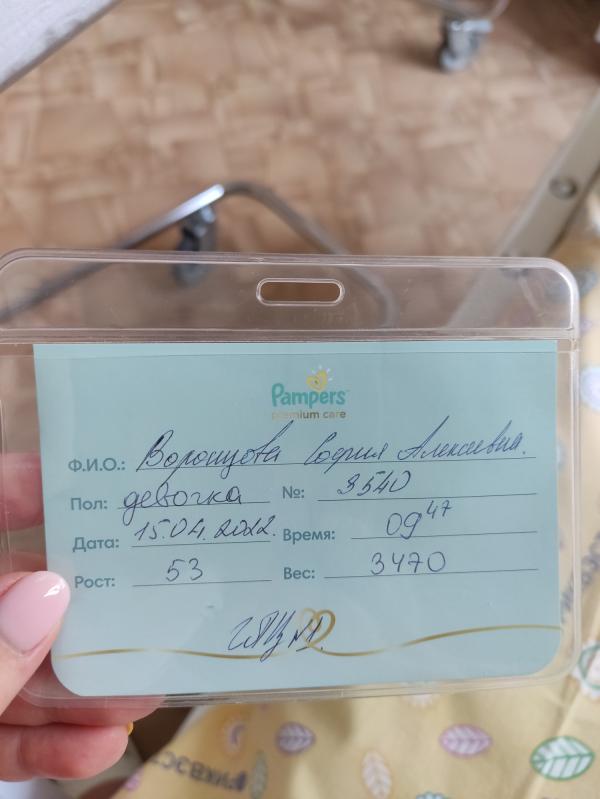 Pampers
premium care
Ф.И.О.: Воронцова София Алексеевна.
Пол: девочка №: 3540
Дата: 15.04.2022. Время: 09 47
Рост: 53 Вес: 3470